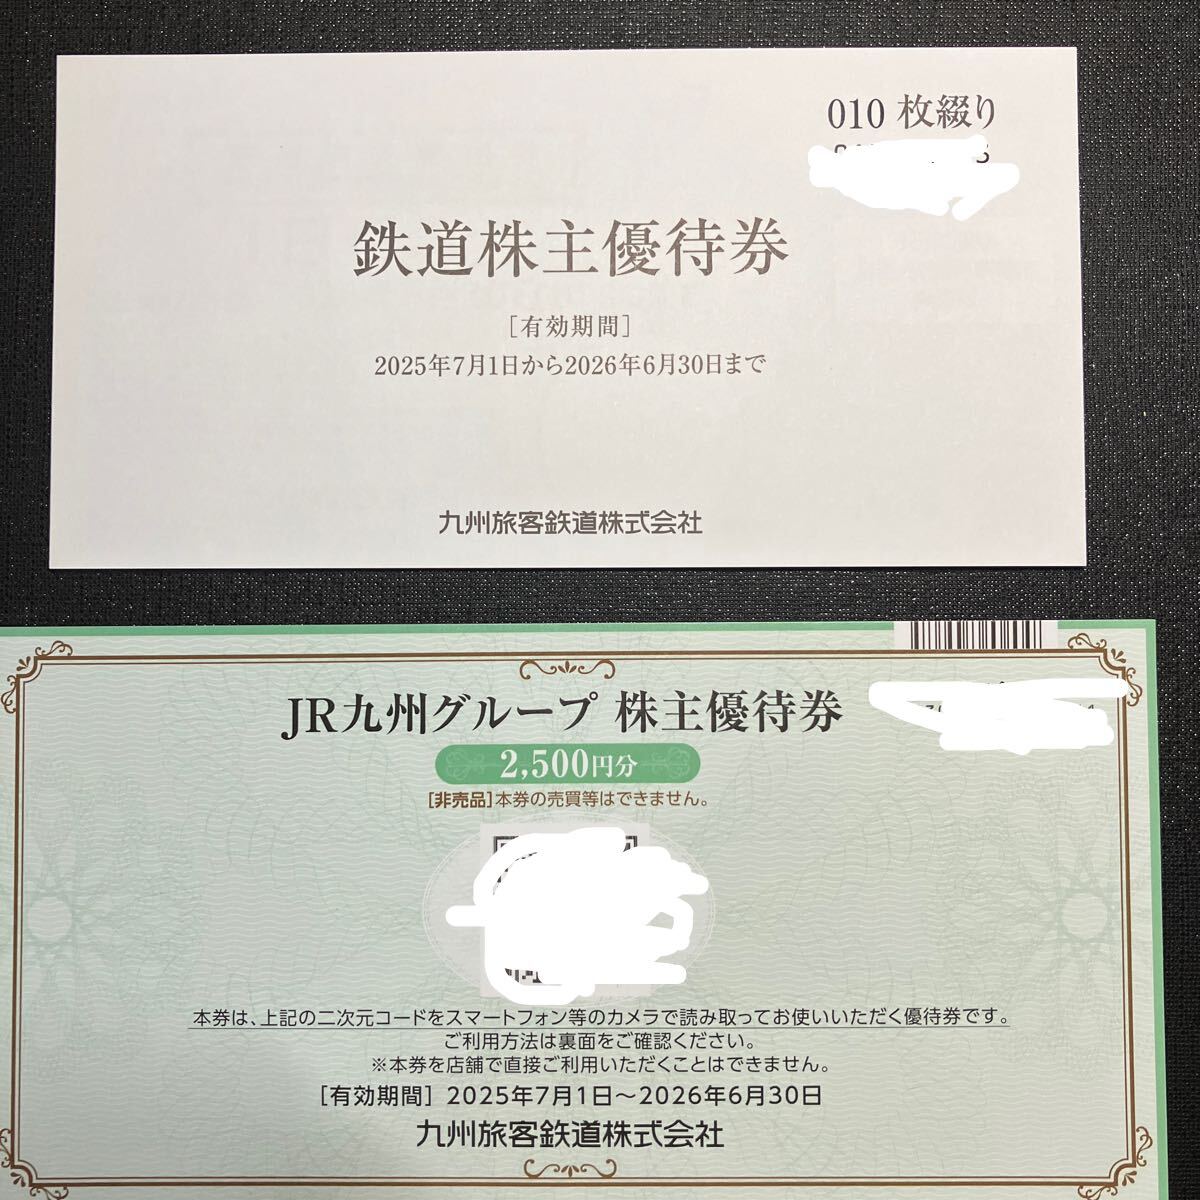 010 枚綴り
鉄道株主優待券
［有効期間］
2025年7月1日から2026年6月30日まで
九州旅客鉄道株式会社
JR九州グループ 株主優待券
2,500円分
[非売品]本券の売買等はできません。
本券は、上記の二次元コードをスマートフォン等のカメラで読み取ってお使いいただく優待券です。
ご利用方法は裏面をご確認ください。
※本券を店舗で直接ご利用いただくことはできません。
［有効期間］2025年7月1日～2026年6月30日
九州旅客鉄道株式会社